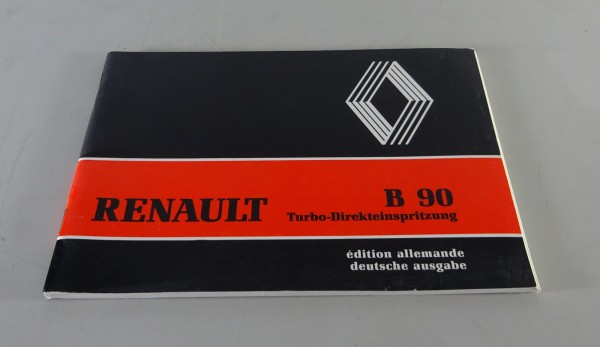 RENAULT
B 90
Turbo-Direkteinspritzung
édition allemande
deutsche ausgabe